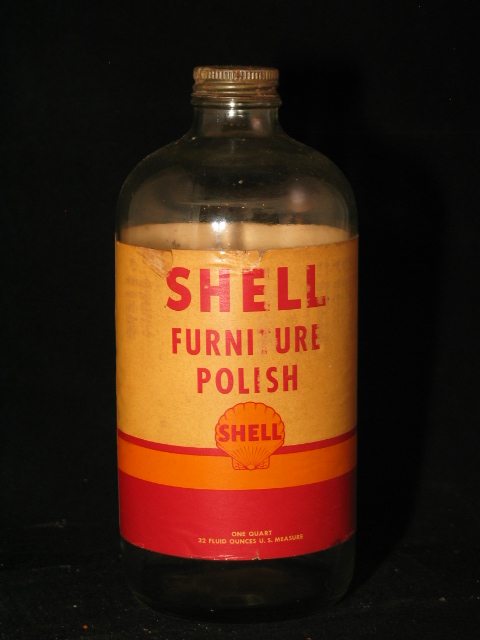 SHELL
FURNITURE
POLISH
SHELL
ONE QUART
32 FLUID OUNCES U.S. MEASURE